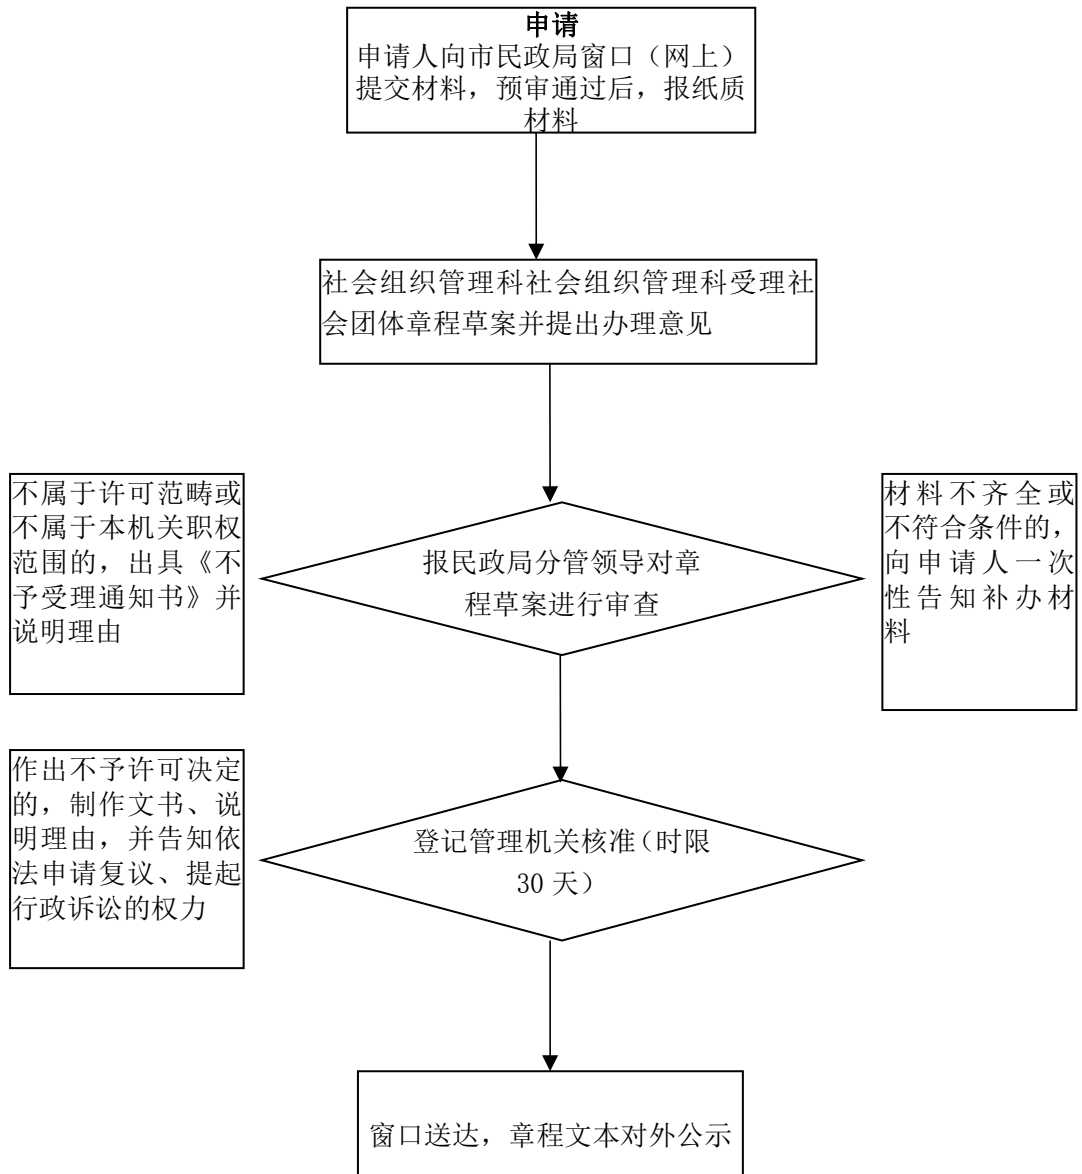 申请
申请人向市民政局窗口（网上）
提交材料，预审通过后，报纸质
材料
社会组织管理科社会组织管理科受理社
会团体章程草案并提出办理意见
不属于许可范畴或
不属于本机关职权
范围的，出具《不
予受理通知书》并
说明理由
报民政局分管领导对章
程草案进行审查
材料不齐全或
不符合条件的，
向申请人一次
性告知补办材
料
作出不予许可决定
的，制作文书、说
明理由，并告知依
法申请复议、提起
行政诉讼的权力
登记管理机关核准（时限
30 天）
窗口送达，章程文本对外公示